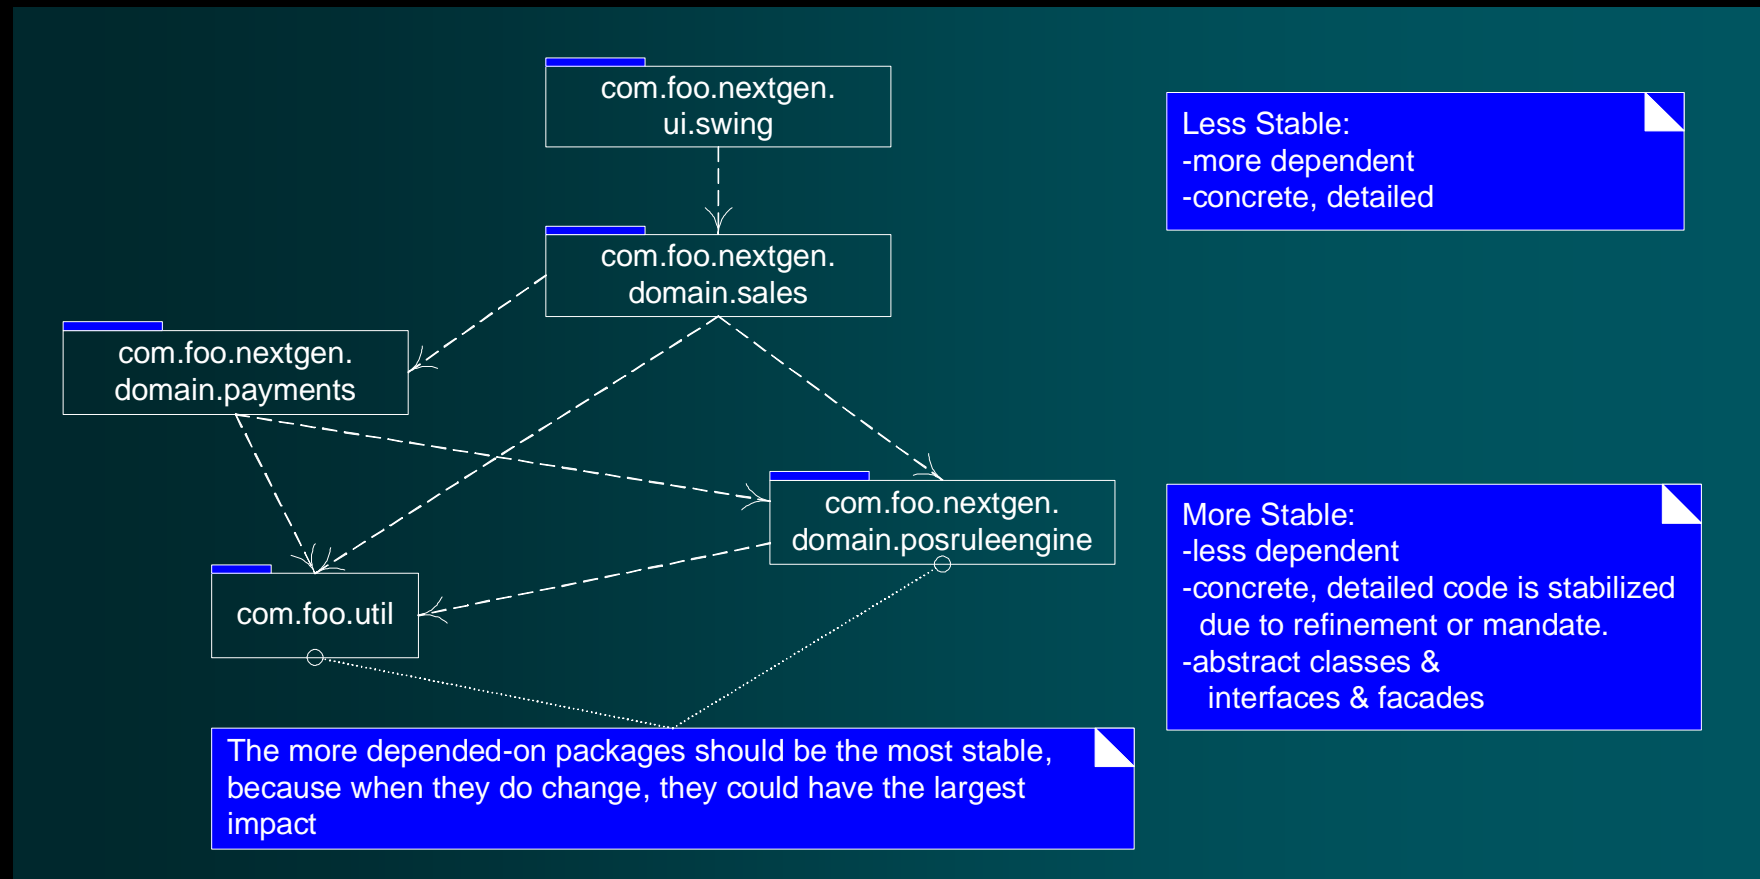 com.foo.nextgen.
ui.swing
Less Stable:
-more dependent
-concrete, detailed
com.foo.nextgen.
domain.sales
com.foo.nextgen.
domain.payments
com.foo.nextgen.
domain.posruleengine
com.foo.util
More Stable:
-less dependent
-concrete, detailed code is stabilized
due to refinement or mandate.
-abstract classes &
interfaces & facades
The more depended-on packages should be the most stable,
because when they do change, they could have the largest
impact